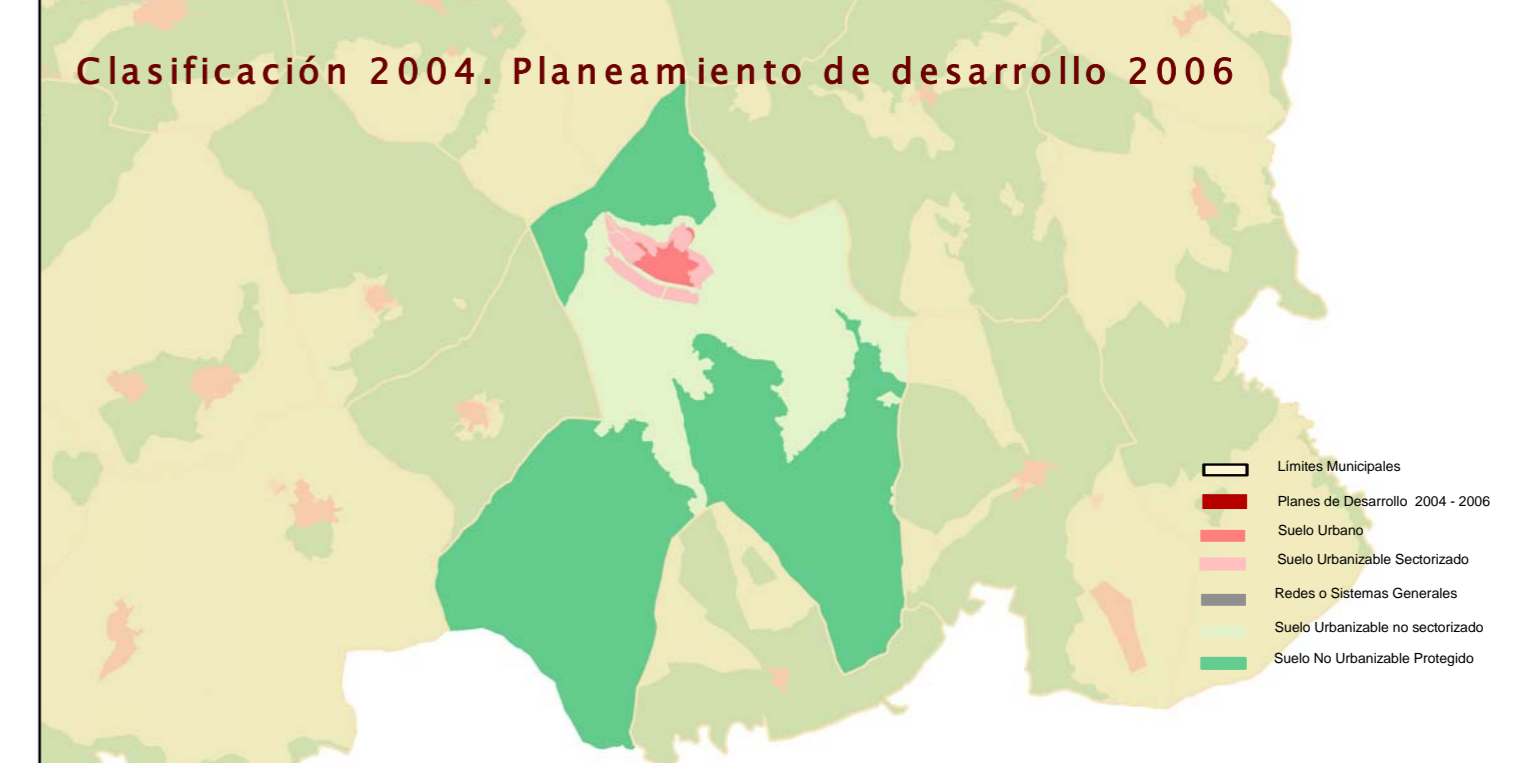 Clasificación 2004. Planeamiento de desarrollo 2006
Límites Municipales
Planes de Desarrollo 2004 - 2006
Suelo Urbano
Suelo Urbanizable Sectorizado
Redes o Sistemas Generales
Suelo Urbanizable no sectorizado
Suelo No Urbanizable Protegido